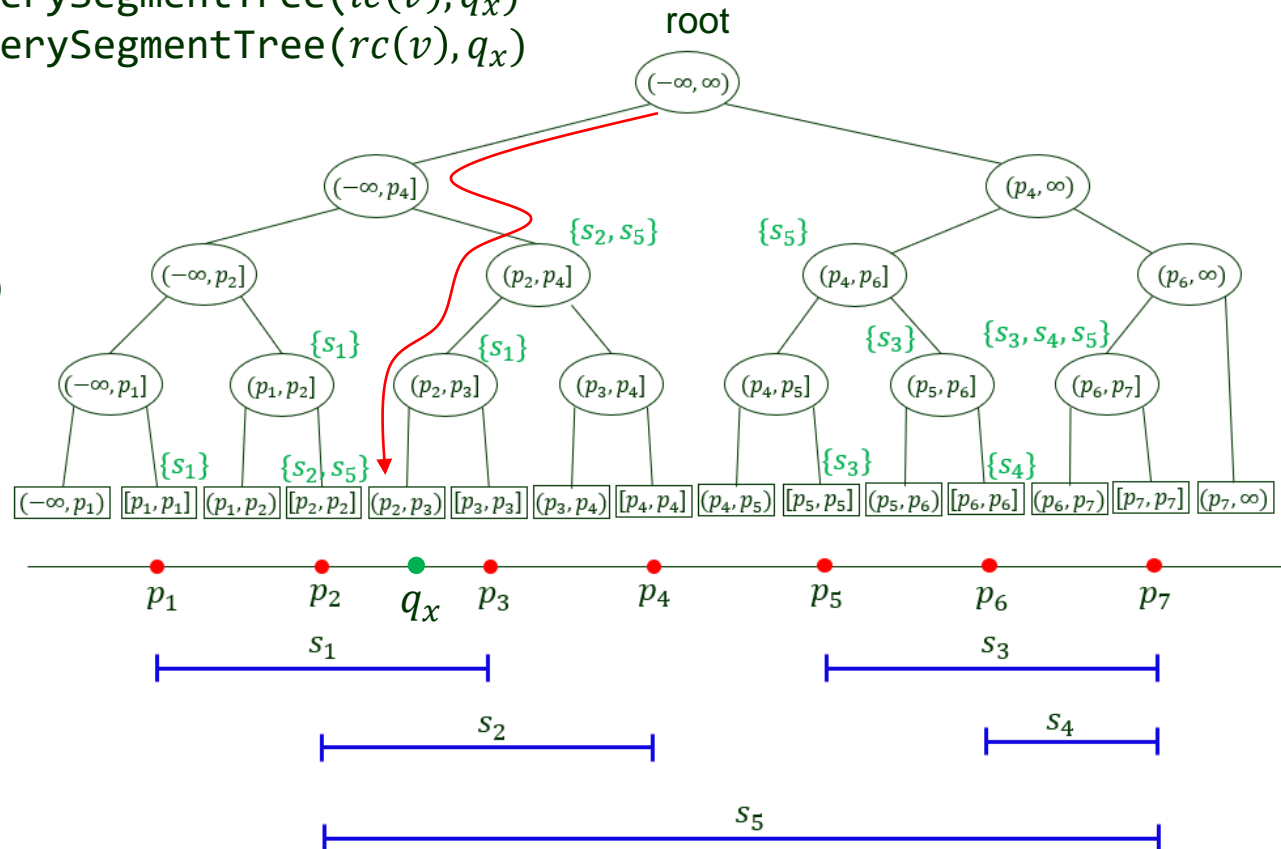 erySegmentTree(lc(v), qₓ)
erySegmentTree(rc(v), qₓ)
root
(−∞, ∞)
(−∞, p₄]
(p₄, ∞)
{s₂, s₅}
{s₅}
(−∞, p₂]
(p₂, p₄]
(p₄, p₆]
(p₆, ∞)
)
{s₁}
{s₁}
{s₃}
{s₃, s₄, s₅}
(−∞, p₁]
(p₁, p₂]
(p₂, p₃]
(p₃, p₄]
(p₄, p₅]
(p₅, p₆]
(p₆, p₇]
{s₁}
{s₂, s₅}
{s₃}
{s₄}
(−∞, p₁) [p₁, p₁] (p₁, p₂) [p₂, p₂] (p₂, p₃) [p₃, p₃] (p₃, p₄) [p₄, p₄] (p₄, p₅) [p₅, p₅] (p₅, p₆) [p₆, p₆] (p₆, p₇) [p₇, p₇] (p₇, ∞)
p₁ p₂ qₓ p₃ p₄ p₅ p₆ p₇
s₁ s₃
s₂ s₄
s₅